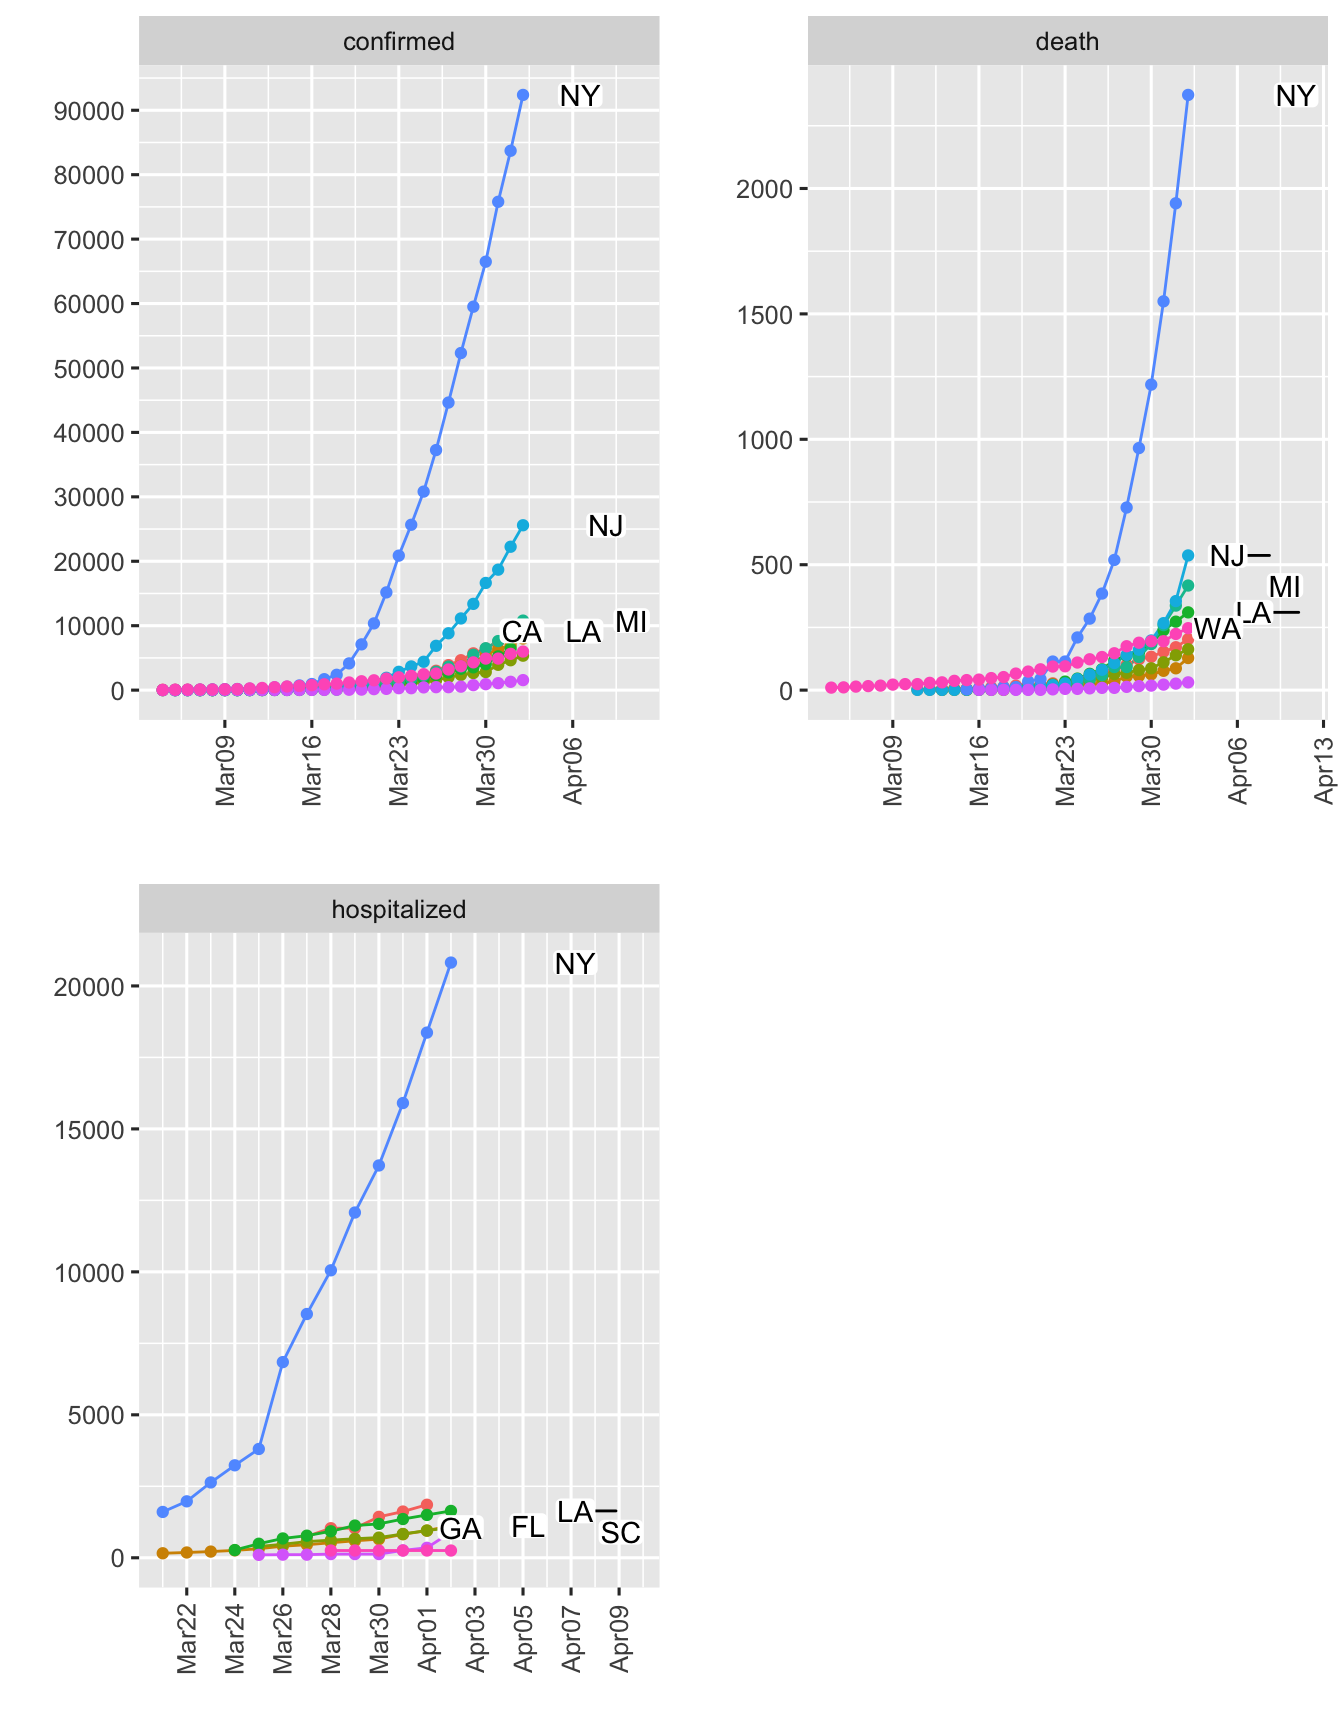 confirmed
90000
80000
70000
60000
50000
40000
30000
20000
10000
0
NY
NJ
MI
CA LA
Mar09 Mar16 Mar23 Mar30 Apr06
death
2000
1500
1000
500
0
NY
NJ
MI
LA
WA
Mar09 Mar16 Mar23 Mar30 Apr06 Apr13
hospitalized
20000
15000
10000
5000
0
NY
LA
GA FL SC
Mar22 Mar24 Mar26 Mar28 Mar30 Apr01 Apr03 Apr05 Apr07 Apr09